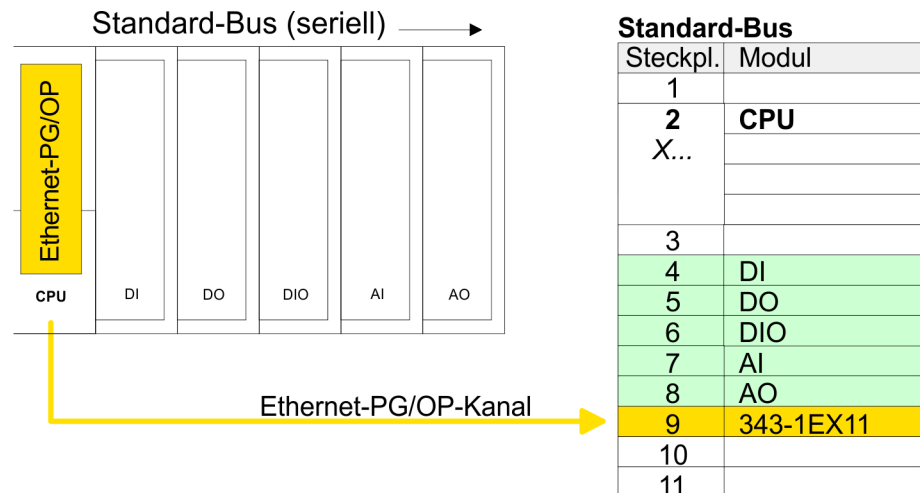 Standard-Bus (seriell)
Ethernet-PG/OP
CPU
DI
DO
DIO
AI
AO
Ethernet-PG/OP-Kanal
Standard-Bus
Steckpl. Modul
1
2 CPU
X...
3
4 DI
5 DO
6 DIO
7 AI
8 AO
9 343-1EX11
10
11